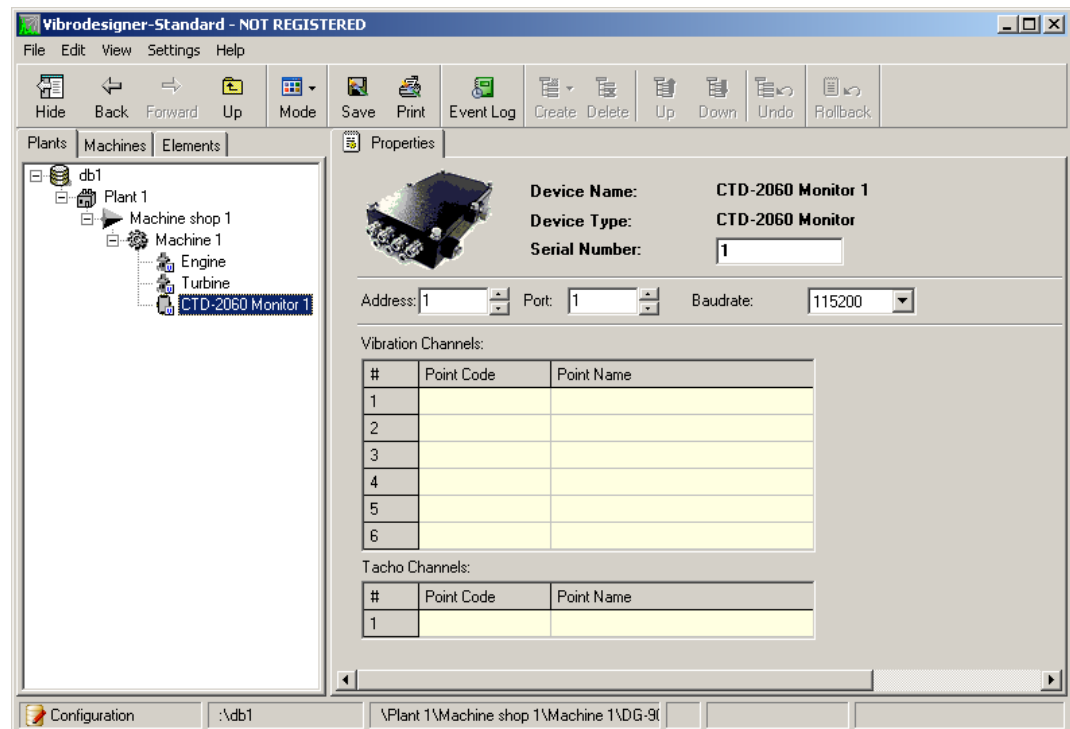 Vibrodesigner-Standard - NOT REGISTERED
File Edit View Settings Help
Hide Back Forward Up Mode Save Print Event Log Create Delete Up Down Undo Rollback
Plants Machines Elements
Properties
db1
Plant 1
Machine shop 1
Machine 1
Engine
Turbine
CTD-2060 Monitor 1
Device Name: CTD-2060 Monitor 1
Device Type: CTD-2060 Monitor
Serial Number: 1
Address: 1 Port: 1 Baudrate: 115200
Vibration Channels:
# Point Code Point Name
1
2
3
4
5
6
Tacho Channels:
# Point Code Point Name
1
Configuration :\db1 \Plant 1\Machine shop 1\Machine 1\DG-90